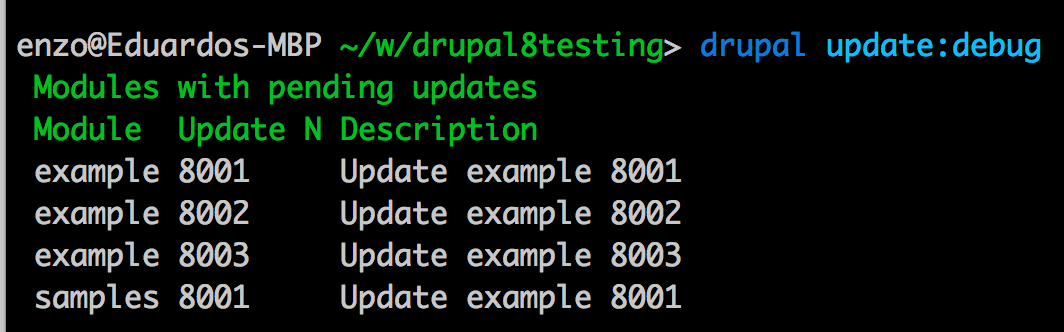 enzo@Eduardos-MBP ~/w/drupal8testing> drupal update:debug
Modules with pending updates
Module Update N Description
example 8001 Update example 8001
example 8002 Update example 8002
example 8003 Update example 8003
samples 8001 Update example 8001